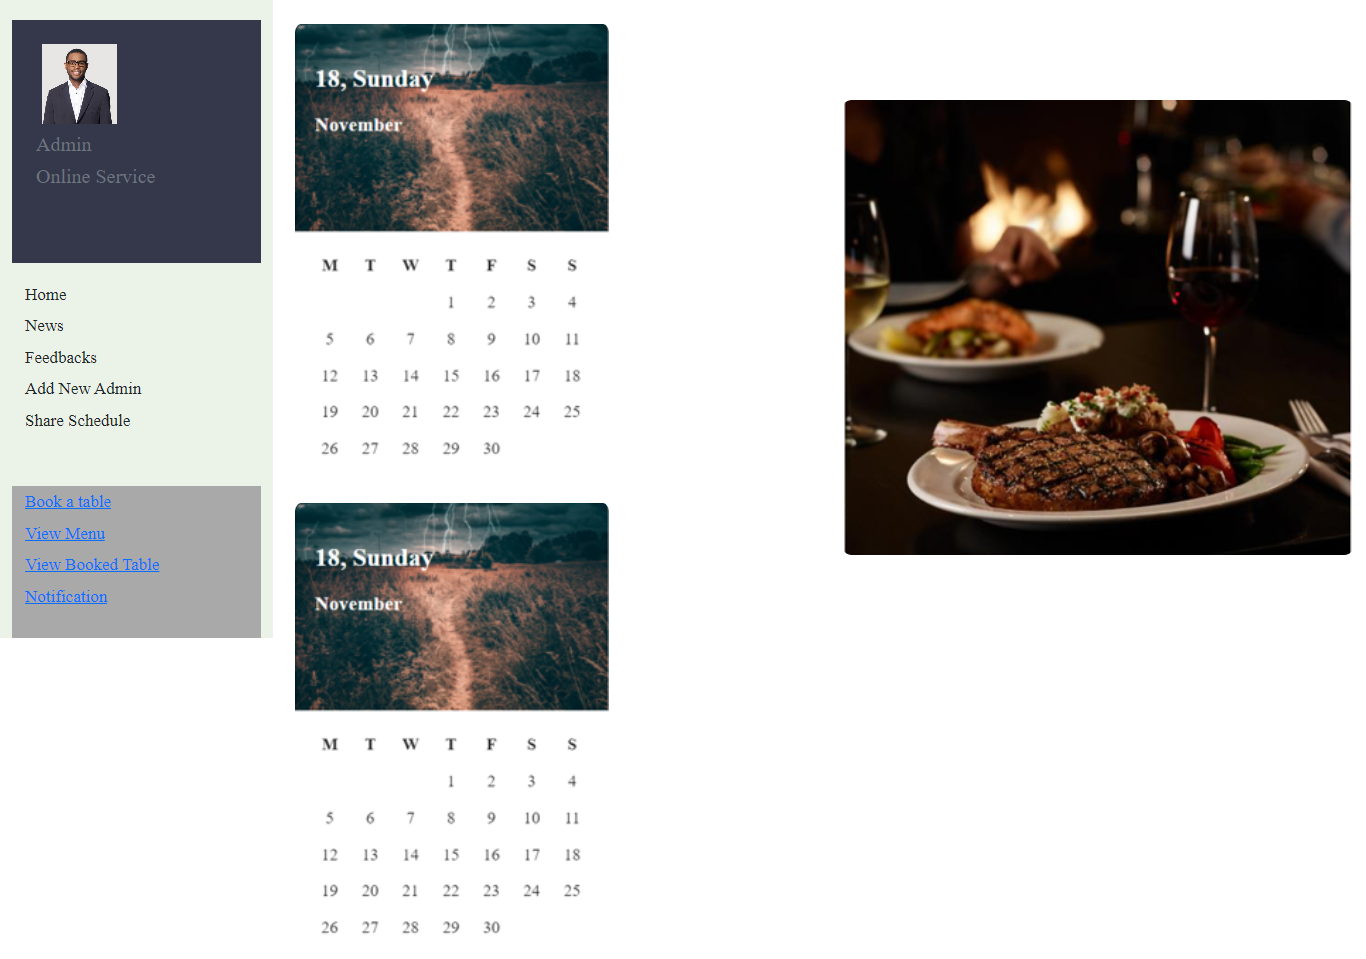 Admin
Online Service
Home
News
Feedbacks
Add New Admin
Share Schedule
Book a table
View Menu
View Booked Table
Notification
18, Sunday
November
M T W T F S S
1 2 3 4
5 6 7 8 9 10 11
12 13 14 15 16 17 18
19 20 21 22 23 24 25
26 27 28 29 30
18, Sunday
November
M T W T F S S
1 2 3 4
5 6 7 8 9 10 11
12 13 14 15 16 17 18
19 20 21 22 23 24 25
26 27 28 29 30